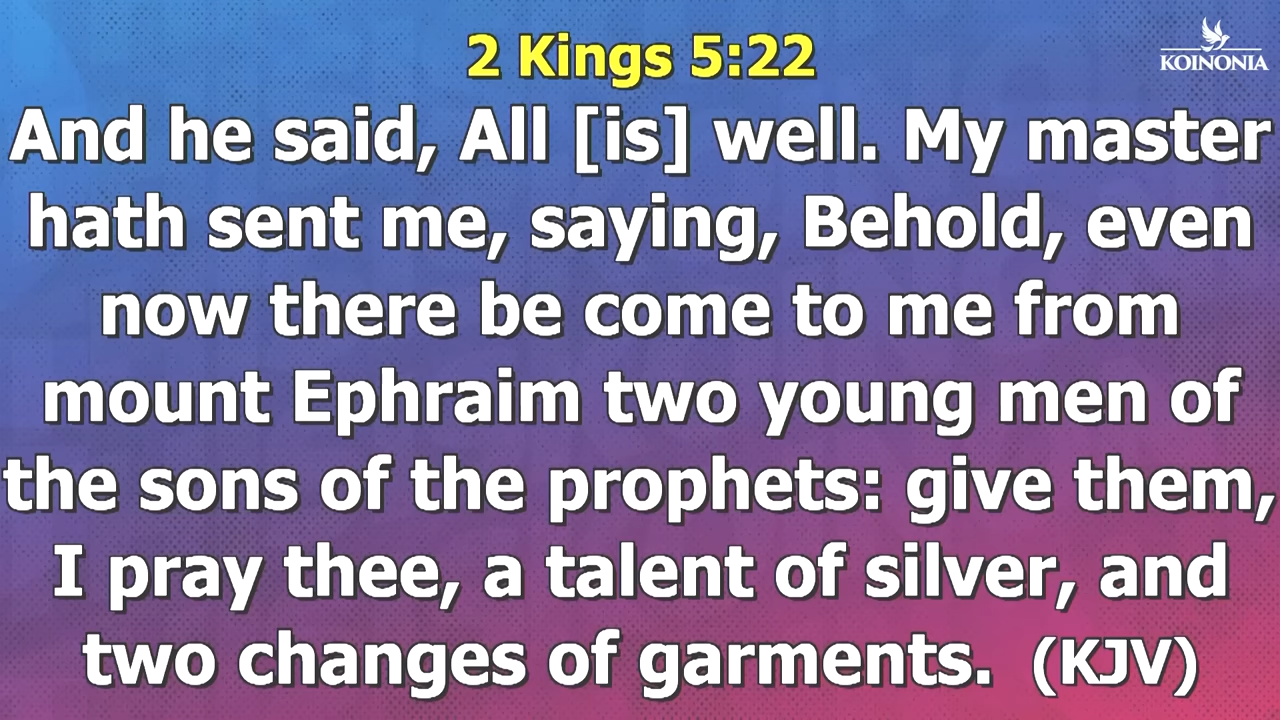 2 Kings 5:22
KOINONIA
And he said, All [is] well. My master
hath sent me, saying, Behold, even
now there be come to me from
mount Ephraim two young men of
the sons of the prophets: give them,
I pray thee, a talent of silver, and
two changes of garments. (KJV)